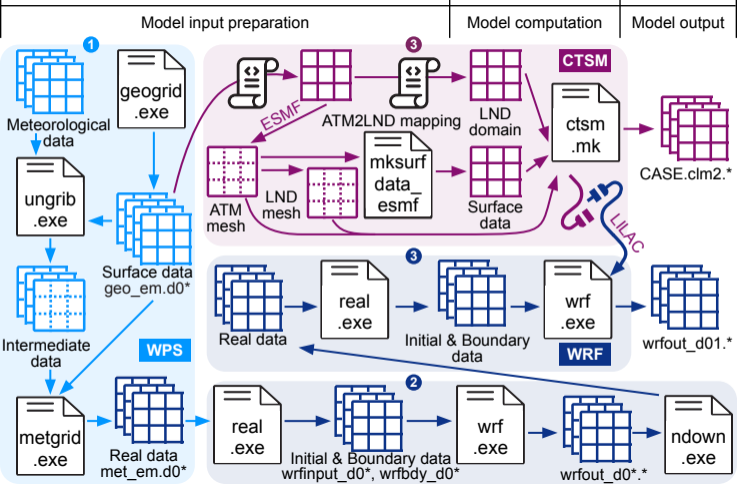 Model input preparation
Model computation
Model output
1
Meteorological
data
geogrid
.exe
ungrib
.exe
Surface data
geo_em.d0*
Intermediate
data
WPS
metgrid
.exe
Real data
met_em.d0*
3
CTSM
<>
<>
ESMF
ATM2LND mapping
LND
domain
ATM
mesh
LND
mesh
mksurf
data_
esmf
Surface
data
ctsm
.mk
CASE.clm2.*
LILAC
3
Real data
real
.exe
Initial & Boundary
data
wrf
.exe
WRF
wrfout_d01.*
2
real
.exe
Initial & Boundary data
wrfinput_d0*, wrfbdy_d0*
wrf
.exe
wrfout_d0*.*
ndown
.exe